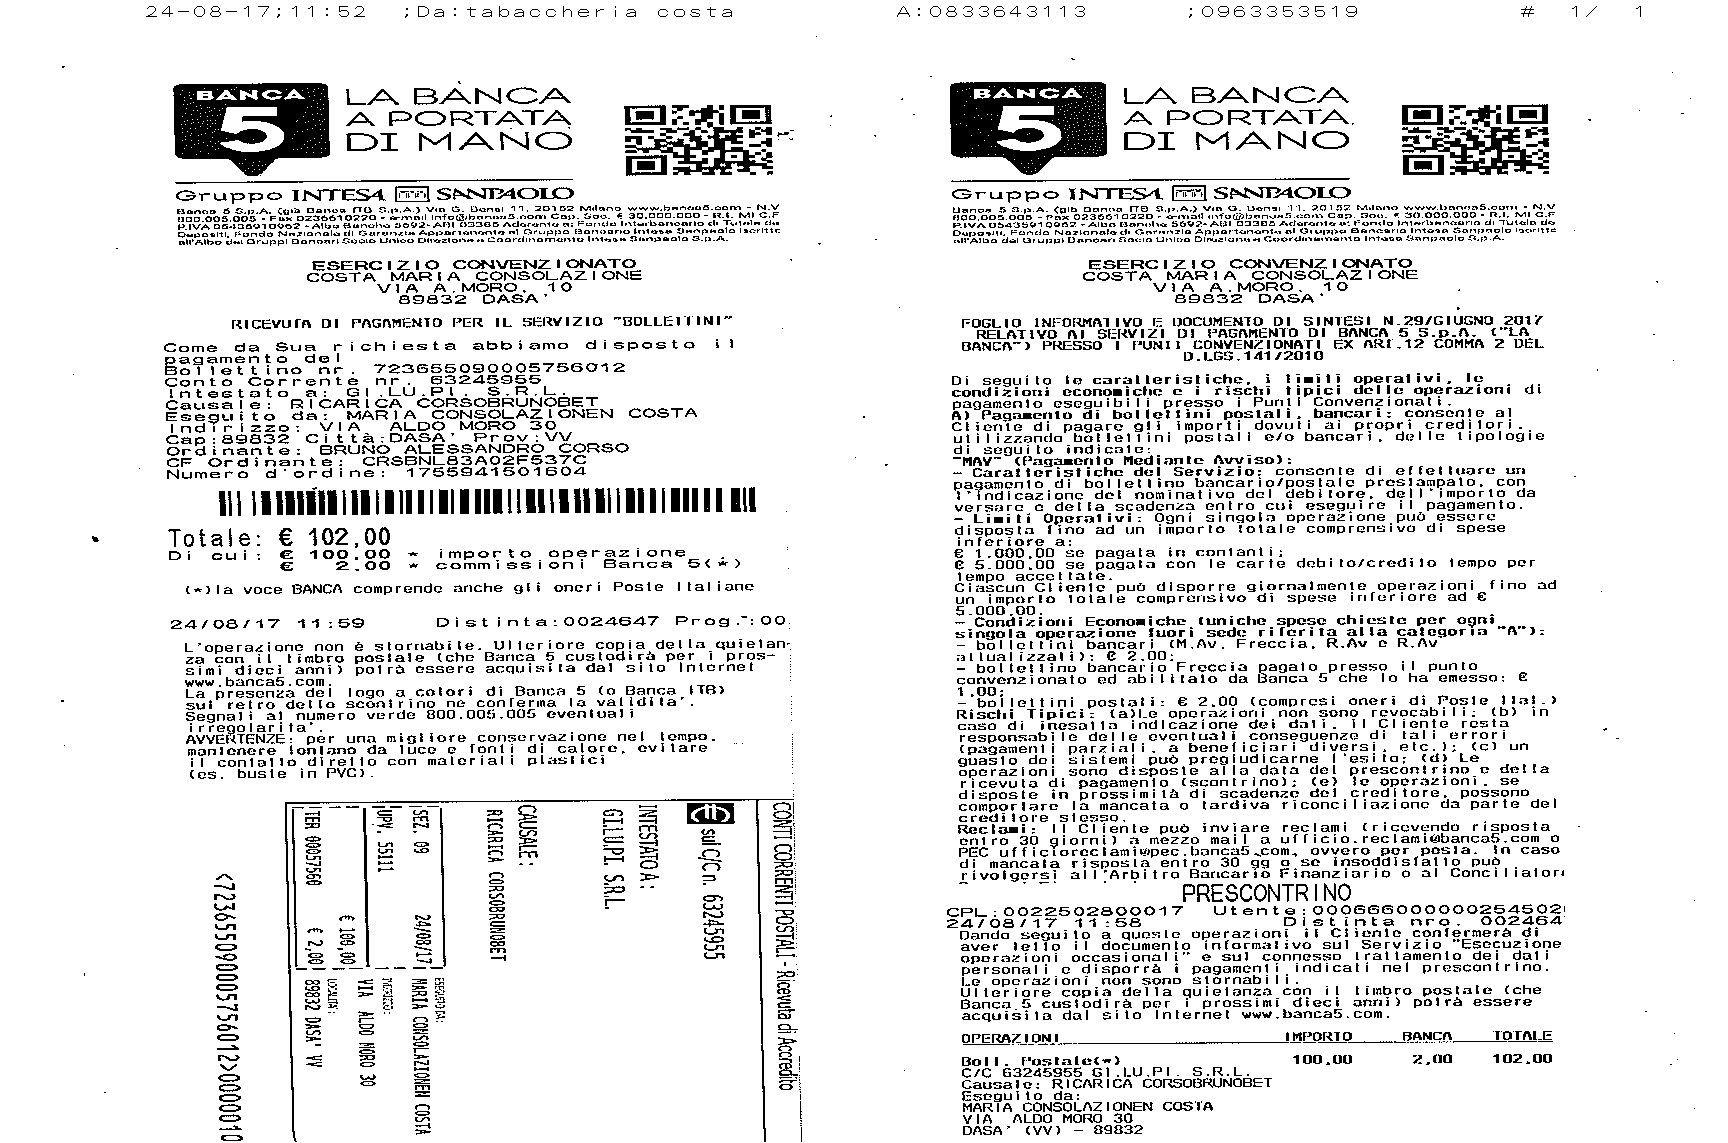 24-08-17;11:52 ;Da:tabaccheria costa A:0833643113 ;0963353519 # 1/ 1
BANCA 5
LA BANCA
A PORTATA
DI MANO
Gruppo INTESA SANPAOLO
Banca 5 S.p.A. (già Banca ITB S.p.A.) Via G. Densi 11, 20152 Milano www.banca5.com - N.V
800.005.005 - Fax 0236610220 - e-mail info@banca5.com Cap. Soc. € 30.000.000 - R.I. MI C.F
P.IVA 05435910962 - Albo Banche 5692- ABI 03385 Aderente al Fondo Interbancario di Tutela dei
Depositi, Fondo Nazionale di Garanzia Appartenente al Gruppo Bancario Intesa Sanpaolo Iscritto
all'Albo dei Gruppi Bancari Socio Unico Direzione e Coordinamento Intesa Sanpaolo S.p.A.
ESERCIZIO CONVENZIONATO
COSTA MARIA CONSOLAZIONE
VIA A.MORO, 10
89832 DASA'
RICEVUTA DI PAGAMENTO PER IL SERVIZIO "BOLLETTINI"
Come da Sua richiesta abbiamo disposto il
pagamento del
Bollettino nr. 723655090005756012
Conto Corrente nr. 63245955
Intestato a: GI.LU.PI. S.R.L.
Causale: RICARICA CORSOBRUNOBET
Eseguito da: MARIA CONSOLAZIONEN COSTA
Indirizzo: VIA ALDO MORO 30
Cap:89832 Città:DASA' Prov:VV
Ordinante: BRUNO ALESSANDRO CORSO
CF Ordinante: CRSBNL83A02F537C
Numero d'ordine: 1755941501604
Totale: € 102,00
Di cui: € 100.00 * importo operazione
€ 2.00 * commissioni Banca 5(*)
(*)la voce BANCA comprende anche gli oneri Poste Italiane
24/08/17 11:59 Distinta:0024647 Prog.:00
L'operazione non è stornabile. Ulteriore copia della quietan-
za con il timbro postale (che Banca 5 custodirà per i pros-
simi dieci anni) potrà essere acquisita dal sito Internet
www.banca5.com.
La presenza del logo a colori di Banca 5 (o Banca ITB)
sul retro dello scontrino ne conferma la validita'.
Segnali al numero verde 800.005.005 eventuali
irregolarita'.
AVVERTENZE: per una migliore conservazione nel tempo,
mantenere lontano da luce e fonti di calore, evitare
il contatto diretto con materiali plastici
(es. buste in PVC).
CONTI CORRENTI POSTALI - Ricevuta di Accredito
sul C/C n. 63245955
INTESTATO A:
GI.LU.PI. S.R.L.
CAUSALE:
RICARICA CORSOBRUNOBET
SEZ. 09 24/08/17
UPV. 55111 € 100,00
TER 00057560 € 2,00
ESEGUITO DA:
MARIA CONSOLAZIONEN COSTA
INDIRIZZO:
VIA ALDO MORO 30
LOCALITA':
89832 DASA' VV
<723655090005756012>0000010
BANCA 5
LA BANCA
A PORTATA
DI MANO
Gruppo INTESA SANPAOLO
Banca 5 S.p.A. (già Banca ITB S.p.A.) Via G. Densi 11, 20152 Milano www.banca5.com - N.V
800.005.005 - Fax 0236610220 - e-mail info@banca5.com Cap. Soc. € 30.000.000 - R.I. MI C.F
P.IVA 05435910962 - Albo Banche 5692- ABI 03385 Aderente al Fondo Interbancario di Tutela dei
Depositi, Fondo Nazionale di Garanzia Appartenente al Gruppo Bancario Intesa Sanpaolo Iscritto
all'Albo dei Gruppi Bancari Socio Unico Direzione e Coordinamento Intesa Sanpaolo S.p.A.
ESERCIZIO CONVENZIONATO
COSTA MARIA CONSOLAZIONE
VIA A.MORO, 10
89832 DASA'
FOGLIO INFORMATIVO E DOCUMENTO DI SINTESI N.29/GIUGNO 2017
RELATIVO AI SERVIZI DI PAGAMENTO DI BANCA 5 S.p.A. ("LA
BANCA") PRESSO I PUNTI CONVENZIONATI EX ART.12 COMMA 2 DEL
D.LGS.141/2010
Di seguito le caratteristiche, i limiti operativi, le
condizioni economiche e i rischi tipici delle operazioni di
pagamento eseguibili presso i Punti Convenzionati.
A) Pagamento di bollettini postali, bancari: consente al
Cliente di pagare gli importi dovuti ai propri creditori,
utilizzando bollettini postali e/o bancari, delle tipologie
di seguito indicate:
"MAV" (Pagamento Mediante Avviso):
- Caratteristiche del Servizio: consente di effettuare un
pagamento di bollettino bancario/postale prestampato, con
l'indicazione del nominativo del debitore, dell'importo da
versare e della scadenza entro cui eseguire il pagamento.
- Limiti Operativi: Ogni singola operazione può essere
disposta fino ad un importo totale comprensivo di spese
inferiore a:
€ 1.000,00 se pagata in contanti;
€ 5.000,00 se pagata con le carte debito/credito tempo per
tempo accettate.
Ciascun Cliente può disporre giornalmente operazioni fino ad
un importo totale comprensivo di spese inferiore ad €
5.000,00.
- Condizioni Economiche (uniche spese chieste per ogni
singola operazione fuori sede riferita alla categoria "A"):
- bollettini bancari (M.Av, Freccia, R.Av e R.Av
attualizzati): € 2,00;
- bollettino bancario Freccia pagato presso il punto
convenzionato ed abilitato da Banca 5 che lo ha emesso: €
1,00;
- bollettini postali: € 2,00 (compresi oneri di Poste Ital.)
Rischi Tipici: (a)Le operazioni non sono revocabili; (b) in
caso di inesatta indicazione dei dati, il Cliente resta
responsabile delle eventuali conseguenze di tali errori
(pagamenti parziali, a beneficiari diversi, etc.); (c) un
guasto dei sistemi può pregiudicarne l'esito; (d) Le
operazioni sono disposte alla data del prescontrino e della
ricevuta di pagamento (scontrino); (e) le operazioni, se
disposte in prossimità di scadenze del creditore, possono
comportare la mancata o tardiva riconciliazione da parte del
creditore stesso.
Reclami: Il Cliente può inviare reclami (ricevendo risposta
entro 30 giorni) a mezzo mail a ufficio.reclami@banca5.com o
PEC ufficioreclami@pec.banca5.com, ovvero per posta. In caso
di mancata risposta entro 30 gg o se insoddisfatto può
rivolgersi all'Arbitro Bancario Finanziario o al Conciliator
PRESCONTRINO
CPL:0022502800017 Utente:0006660000000254502
24/08/17 11:58 Distinta nro. 002464
Dando seguito a queste operazioni il Cliente confermerà di
aver letto il documento informativo sul Servizio "Esecuzione
operazioni occasionali" e sul connesso trattamento dei dati
personali e disporrà i pagamenti indicati nel prescontrino.
Le operazioni non sono stornabili.
Ulteriore copia della quietanza con il timbro postale (che
Banca 5 custodirà per i prossimi dieci anni) potrà essere
acquisita dal sito Internet www.banca5.com.
OPERAZIONI IMPORTO BANCA TOTALE
Boll. Postale(*) 100,00 2,00 102,00
C/C 63245955 GI.LU.PI. S.R.L.
Causale: RICARICA CORSOBRUNOBET
Eseguito da:
MARIA CONSOLAZIONEN COSTA
VIA ALDO MORO 30
DASA' (VV) - 89832